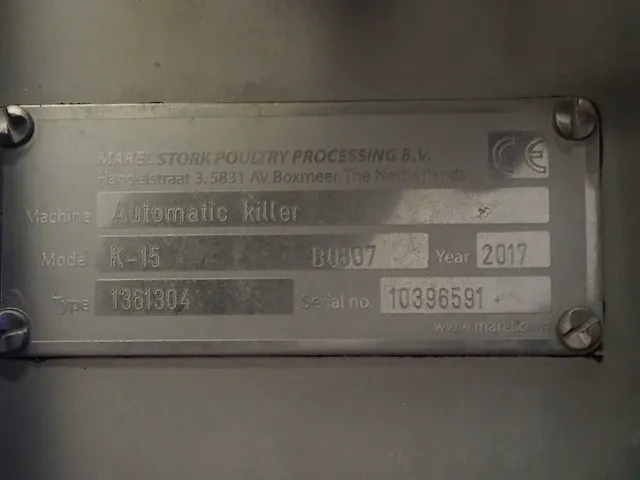 MAREL STORK POULTRY PROCESSING B.V.
Handelstraat 3, 5831 AV Boxmeer, The Netherlands
CE
Machine Automatic killer
Model K-15 Year 2017
Type 1361304 Serial no. 10396591
www.marel.com